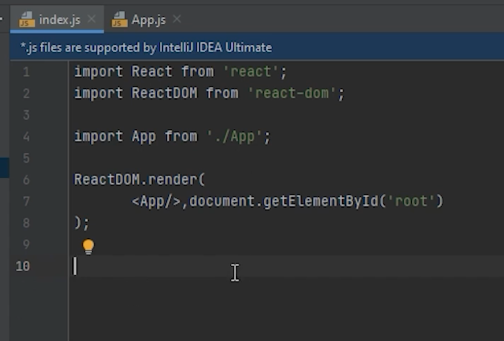 index.js App.js
*.js files are supported by IntelliJ IDEA Ultimate
1 import React from 'react';
2 import ReactDOM from 'react-dom';
3
4 import App from './App';
5
6 ReactDOM.render(
7 <App/>,document.getElementById('root')
8 );
9
10